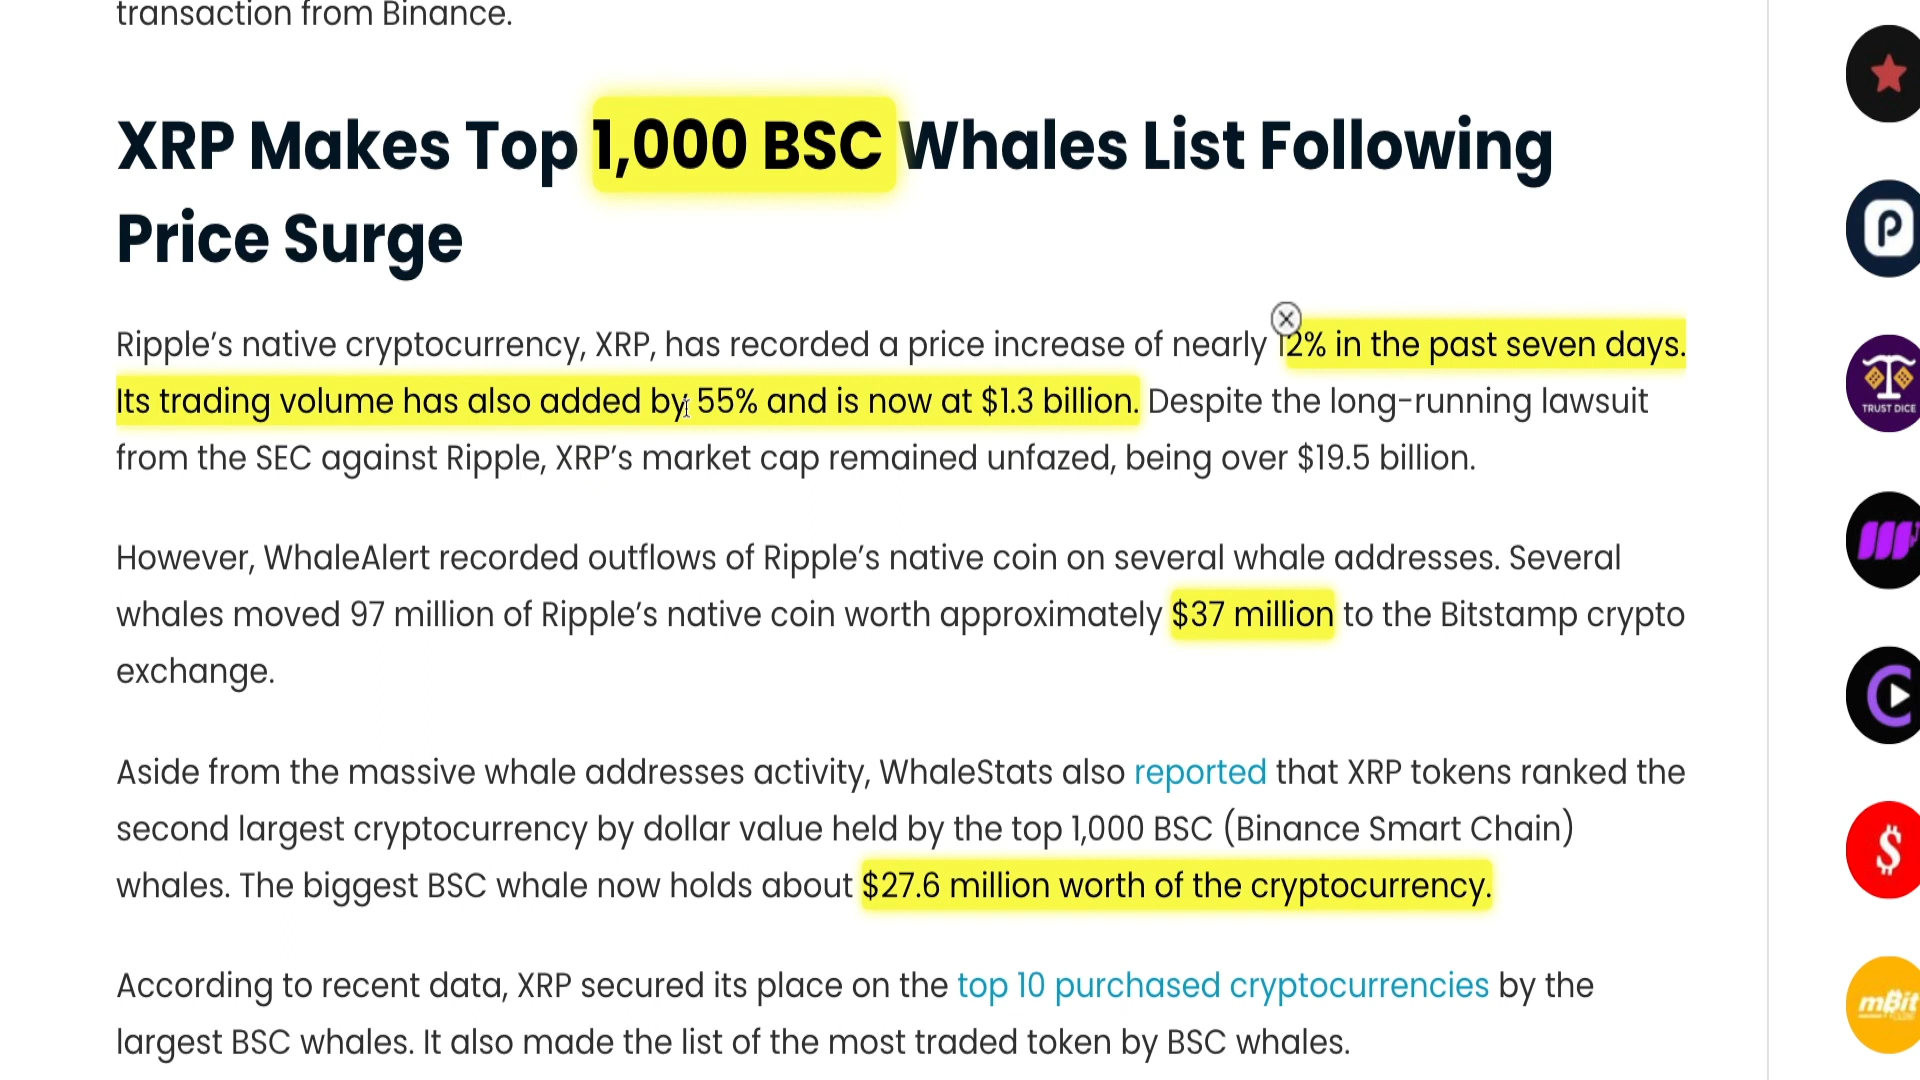 transaction from Binance.
XRP Makes Top 1,000 BSC Whales List Following
Price Surge
Ripple’s native cryptocurrency, XRP, has recorded a price increase of nearly 12% in the past seven days.
Its trading volume has also added by 55% and is now at $1.3 billion. Despite the long-running lawsuit
from the SEC against Ripple, XRP’s market cap remained unfazed, being over $19.5 billion.
However, WhaleAlert recorded outflows of Ripple’s native coin on several whale addresses. Several
whales moved 97 million of Ripple’s native coin worth approximately $37 million to the Bitstamp crypto
exchange.
Aside from the massive whale addresses activity, WhaleStats also reported that XRP tokens ranked the
second largest cryptocurrency by dollar value held by the top 1,000 BSC (Binance Smart Chain)
whales. The biggest BSC whale now holds about $27.6 million worth of the cryptocurrency.
According to recent data, XRP secured its place on the top 10 purchased cryptocurrencies by the
largest BSC whales. It also made the list of the most traded token by BSC whales.
TRUST DICE
mBit